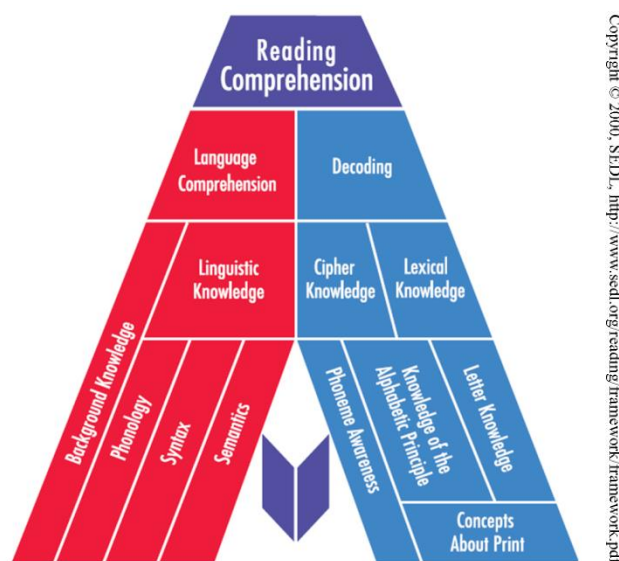 Reading
Comprehension
Language
Comprehension
Decoding
Linguistic
Knowledge
Cipher
Knowledge
Lexical
Knowledge
Background Knowledge
Phonology
Syntax
Semantics
Phoneme Awareness
Knowledge of the
Alphabetic Principle
Letter Knowledge
Concepts
About Print
Copyright © 2000, SEDL, http://www.sedl.org/reading/framework/framework.pdf